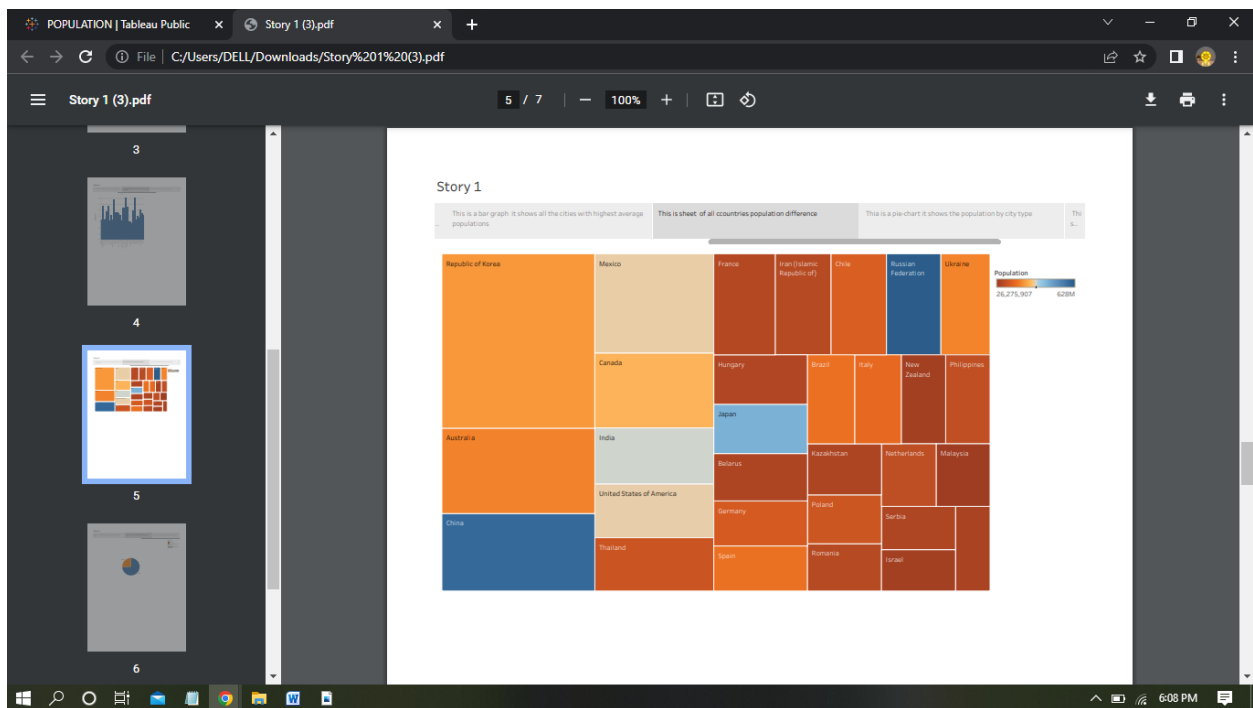 POPULATION | Tableau Public
Story 1 (3).pdf
File
C:/Users/DELL/Downloads/Story%201%20(3).pdf
Story 1 (3).pdf
5 / 7
100%
3
4
5
6
Story 1
This is a bar graph it shoes all the cities with highest average
populations
This is sheet of all ccountries population difference
This is a pie-chart it shows the population by city type
Thi
s...
Republic of Korea
Mexico
France
Iran (Islamic
Republic of)
Chile
Russian
Federation
Ukraine
Population
26,275,907
628M
Canada
Hungary
Brazil
Italy
New
Zealand
Philippines
Japan
Australia
India
Belarus
Kazakhstan
Netherlands
Malaysia
United States of America
Germany
Poland
Serbia
China
Thailand
Spain
Romania
Israel
6:08 PM